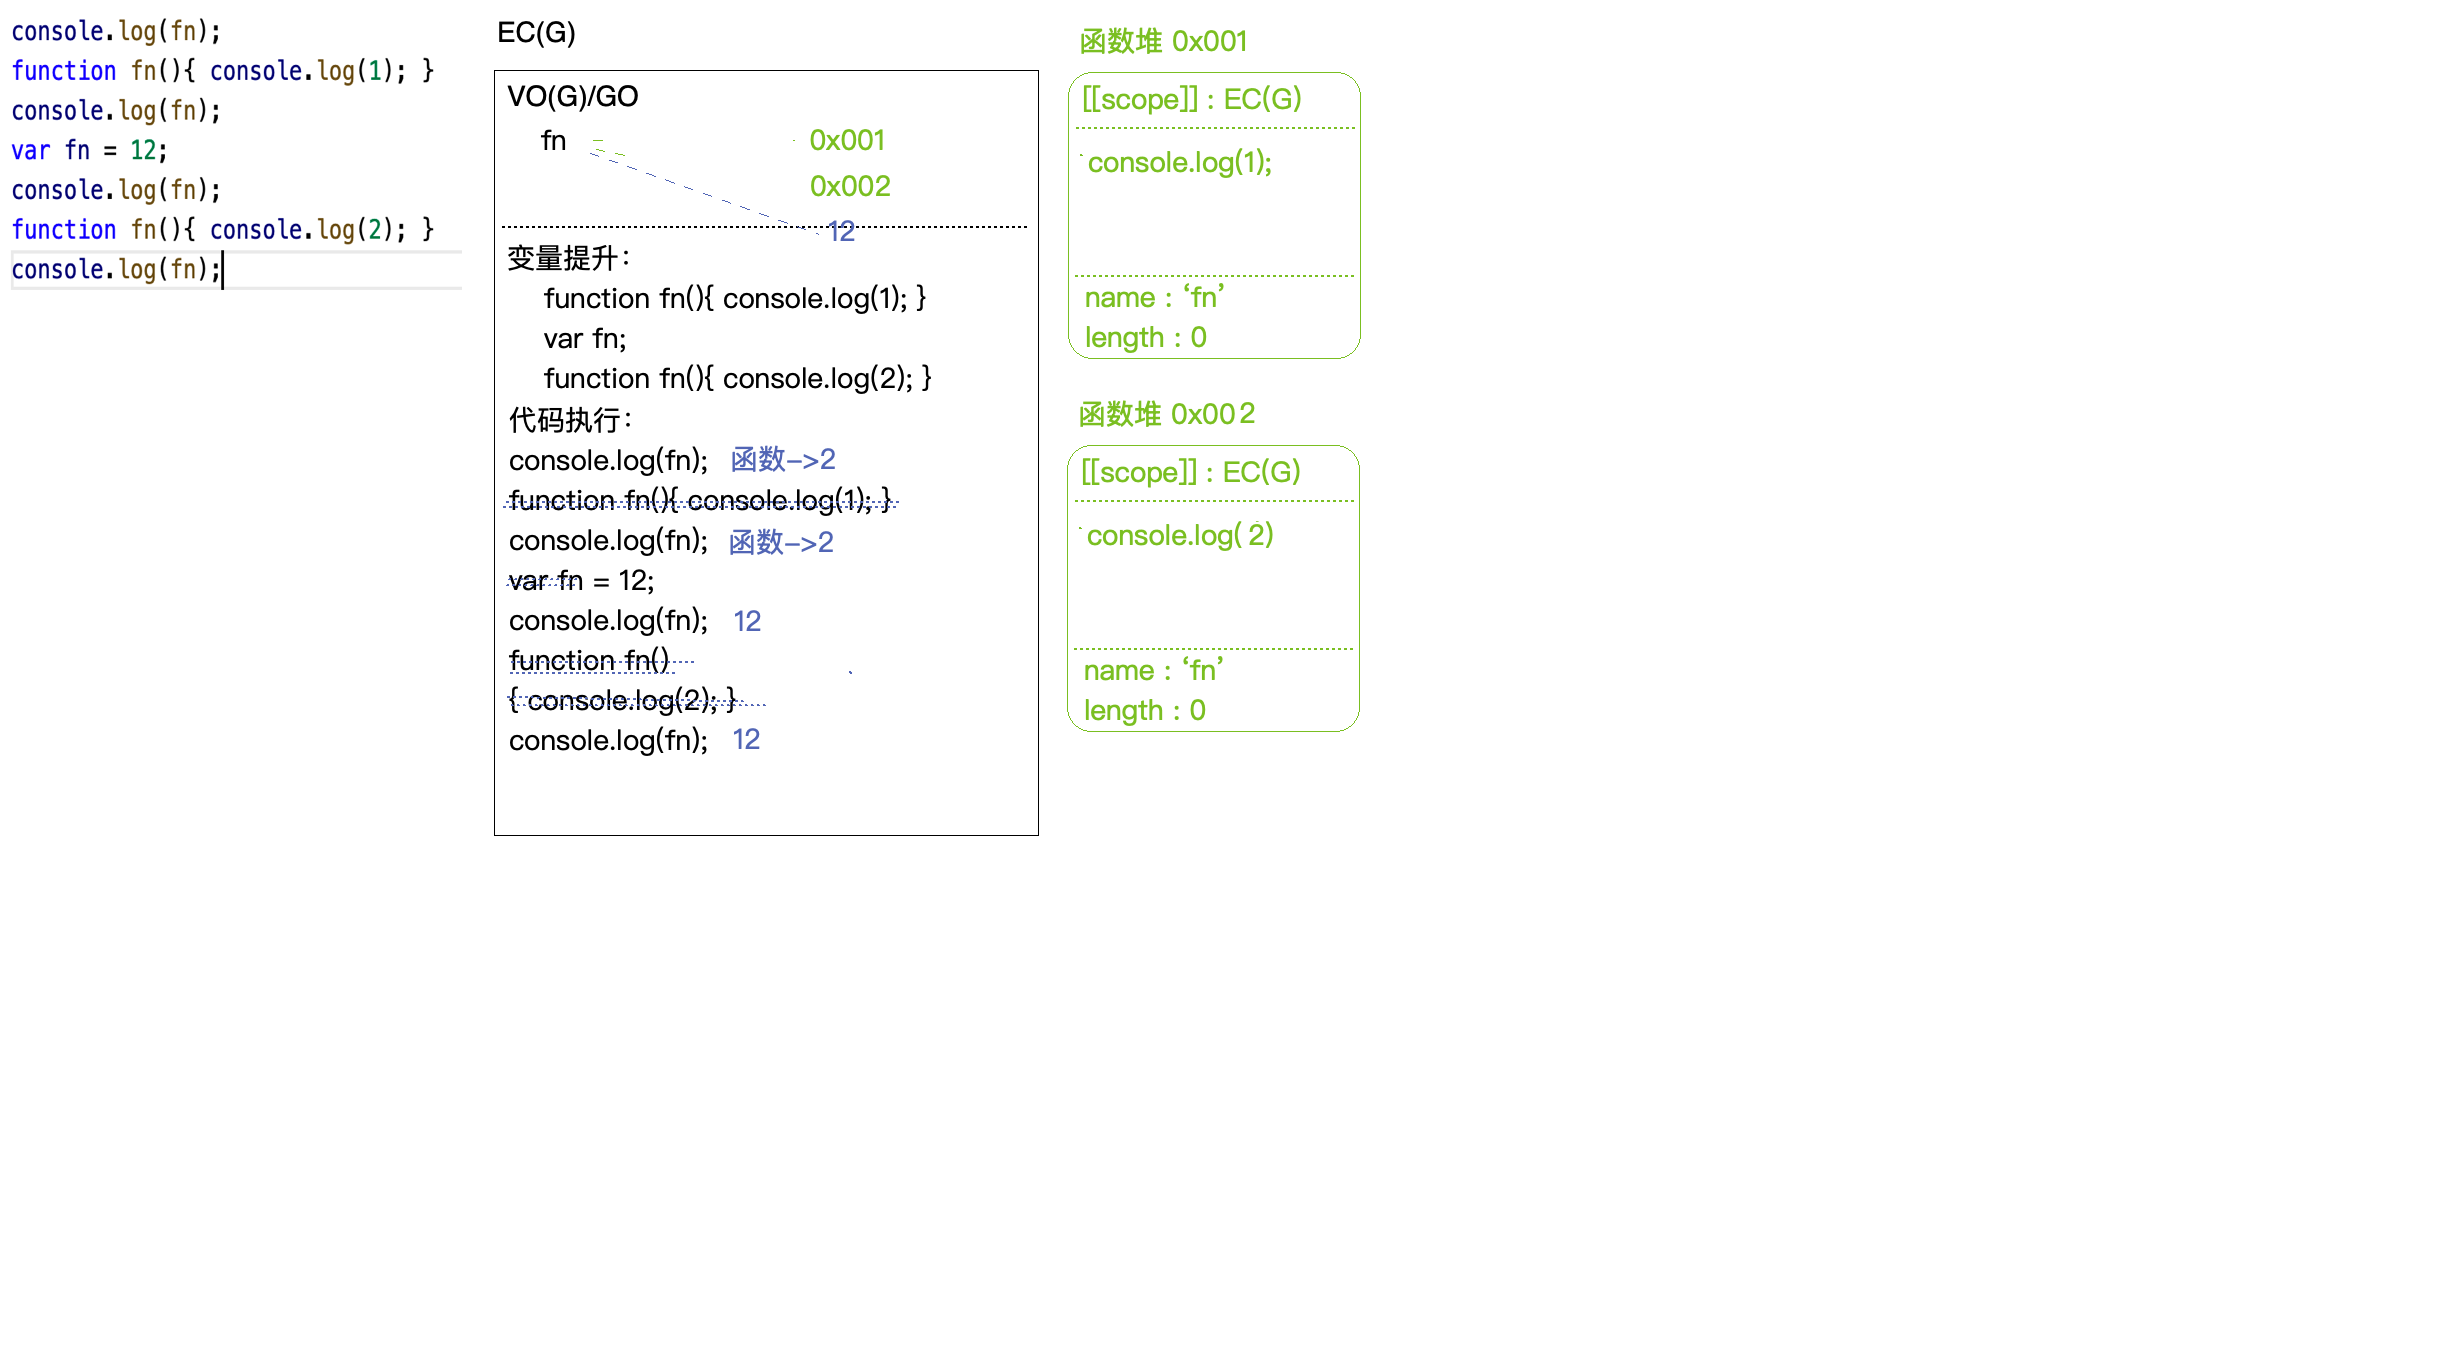 console.log(fn);
function fn(){ console.log(1); }
console.log(fn);
var fn = 12;
console.log(fn);
function fn(){ console.log(2); }
console.log(fn);
EC(G)
VO(G)/GO
fn
0x001
0x002
12
变量提升：
function fn(){ console.log(1); }
var fn;
function fn(){ console.log(2); }
代码执行：
console.log(fn); 函数->2
function fn(){ console.log(1); }
console.log(fn); 函数->2
var fn = 12;
console.log(fn); 12
function fn()
{ console.log(2); }
console.log(fn); 12
函数堆 0x001
[[scope]] : EC(G)
console.log(1);
name : ‘fn’
length : 0
函数堆 0x002
[[scope]] : EC(G)
console.log( 2)
name : ‘fn’
length : 0